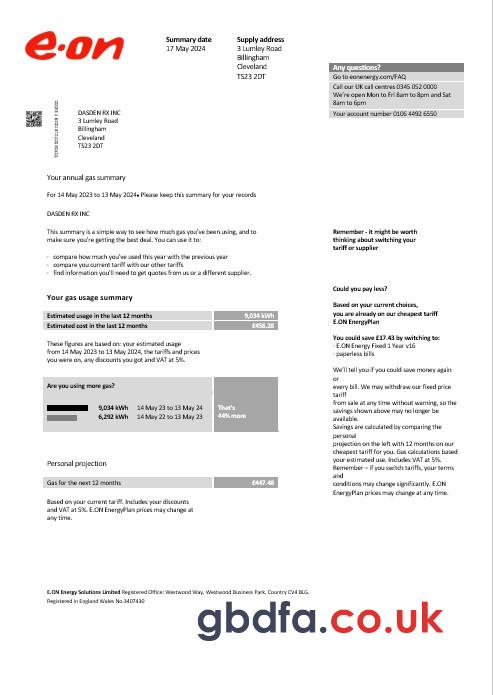 e·on
Summary date
17 May 2024
Supply address
3 Lumley Road
Billingham
Cleveland
TS23 2DT
Any questions?
Go to eonenergy.com/FAQ
Call our UK call centres 0345 052 0000
We're open Mon to Fri 8am to 8pm and Sat
8am to 6pm
Your account number 0106 4492 6550
DASDEN RX INC
3 Lumley Road
Billingham
Cleveland
TS23 2DT
Your annual gas summary
For 14 May 2023 to 13 May 2024• Please keep this summary for your records
DASDEN RX INC
This summary is a simple way to see how much gas you've been using, and to
make sure you're getting the best deal. You can use it to:
- compare how much you've used this year with the previous year
- compare you current tariff with our other tariffs
- find information you'll need to get quotes from us or a different supplier.
Remember - it might be worth
thinking about switching your
tariff or supplier
Your gas usage summary
Estimated usage in the last 12 months 9,034 kWh
Estimated cost in the last 12 months £456.28
These figures are based on: your estimated usage
from 14 May 2023 to 13 May 2024, the tariffs and prices
you were on, any discounts you got and VAT at 5%.
Are you using more gas?
9,034 kWh 14 May 23 to 13 May 24
6,292 kWh 14 May 22 to 13 May 23
That's
44% more
Personal projection
Gas for the next 12 months £447.48
Based on your current tariff. Includes your discounts
and VAT at 5%. E.ON EnergyPlan prices may change at
any time.
Could you pay less?
Based on your current choices,
you are already on our cheapest tariff
E.ON EnergyPlan
You could save £17.43 by switching to:
- E.ON Energy Fixed 1 Year v16
- paperless bills
We'll tell you if you could save money again
or
every bill. We may withdraw our fixed price
tariff
from sale at any time without warning, so the
savings shown above may no longer be
available.
Savings are calculated by comparing the
personal
projection on the left with 12 months on our
cheapest tariff for you. Gas calculations based
your estimated use. Includes VAT at 5%.
Remember – if you switch tariffs, your terms
and
conditions may change significantly. E.ON
EnergyPlan prices may change at any time.
E.ON Energy Solutions Limited Registered Office: Westwood Way, Westwood Business Park, Country CV4 8LG.
Registered in England Wales No.3407430
gbdfa.co.uk